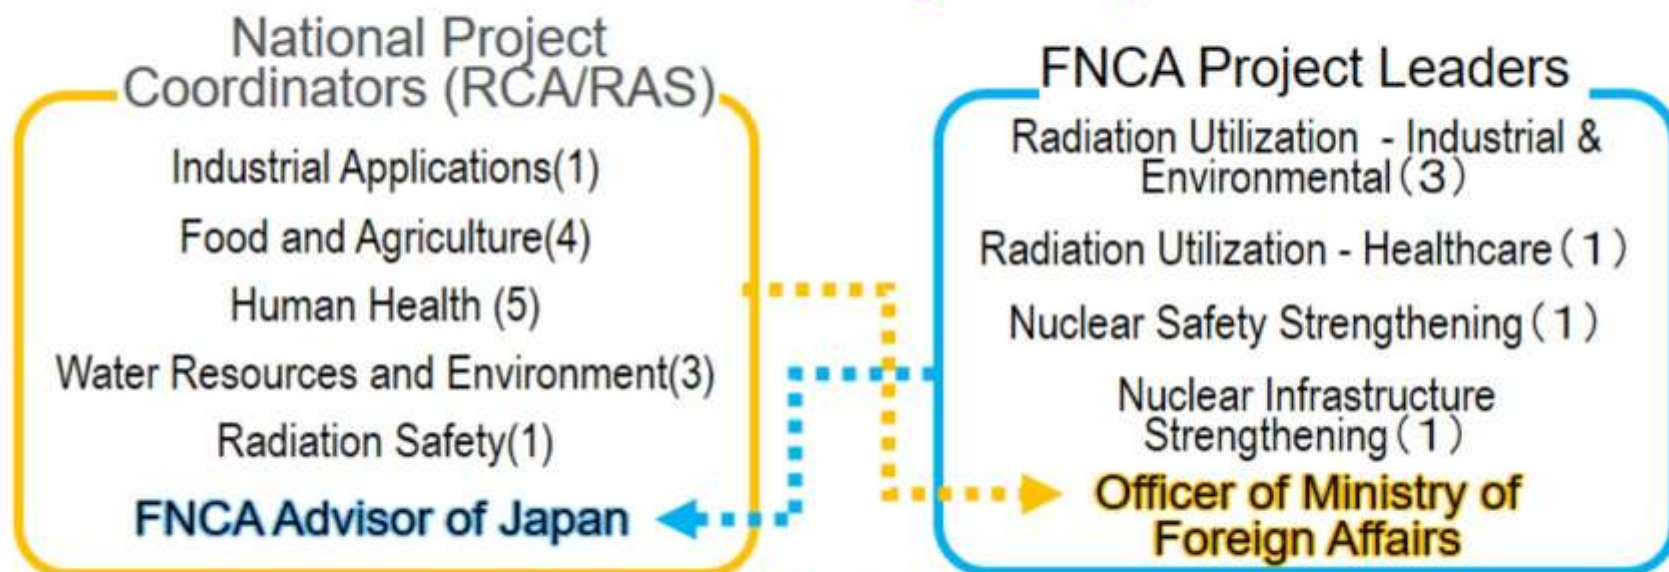 National Project
Coordinators (RCA/RAS)
Industrial Applications(1)
Food and Agriculture(4)
Human Health (5)
Water Resources and Environment(3)
Radiation Safety(1)
FNCA Advisor of Japan
FNCA Project Leaders
Radiation Utilization - Industrial &
Environmental(3)
Radiation Utilization - Healthcare(1)
Nuclear Safety Strengthening(1)
Nuclear Infrastructure
Strengthening(1)
Officer of Ministry of
Foreign Affairs